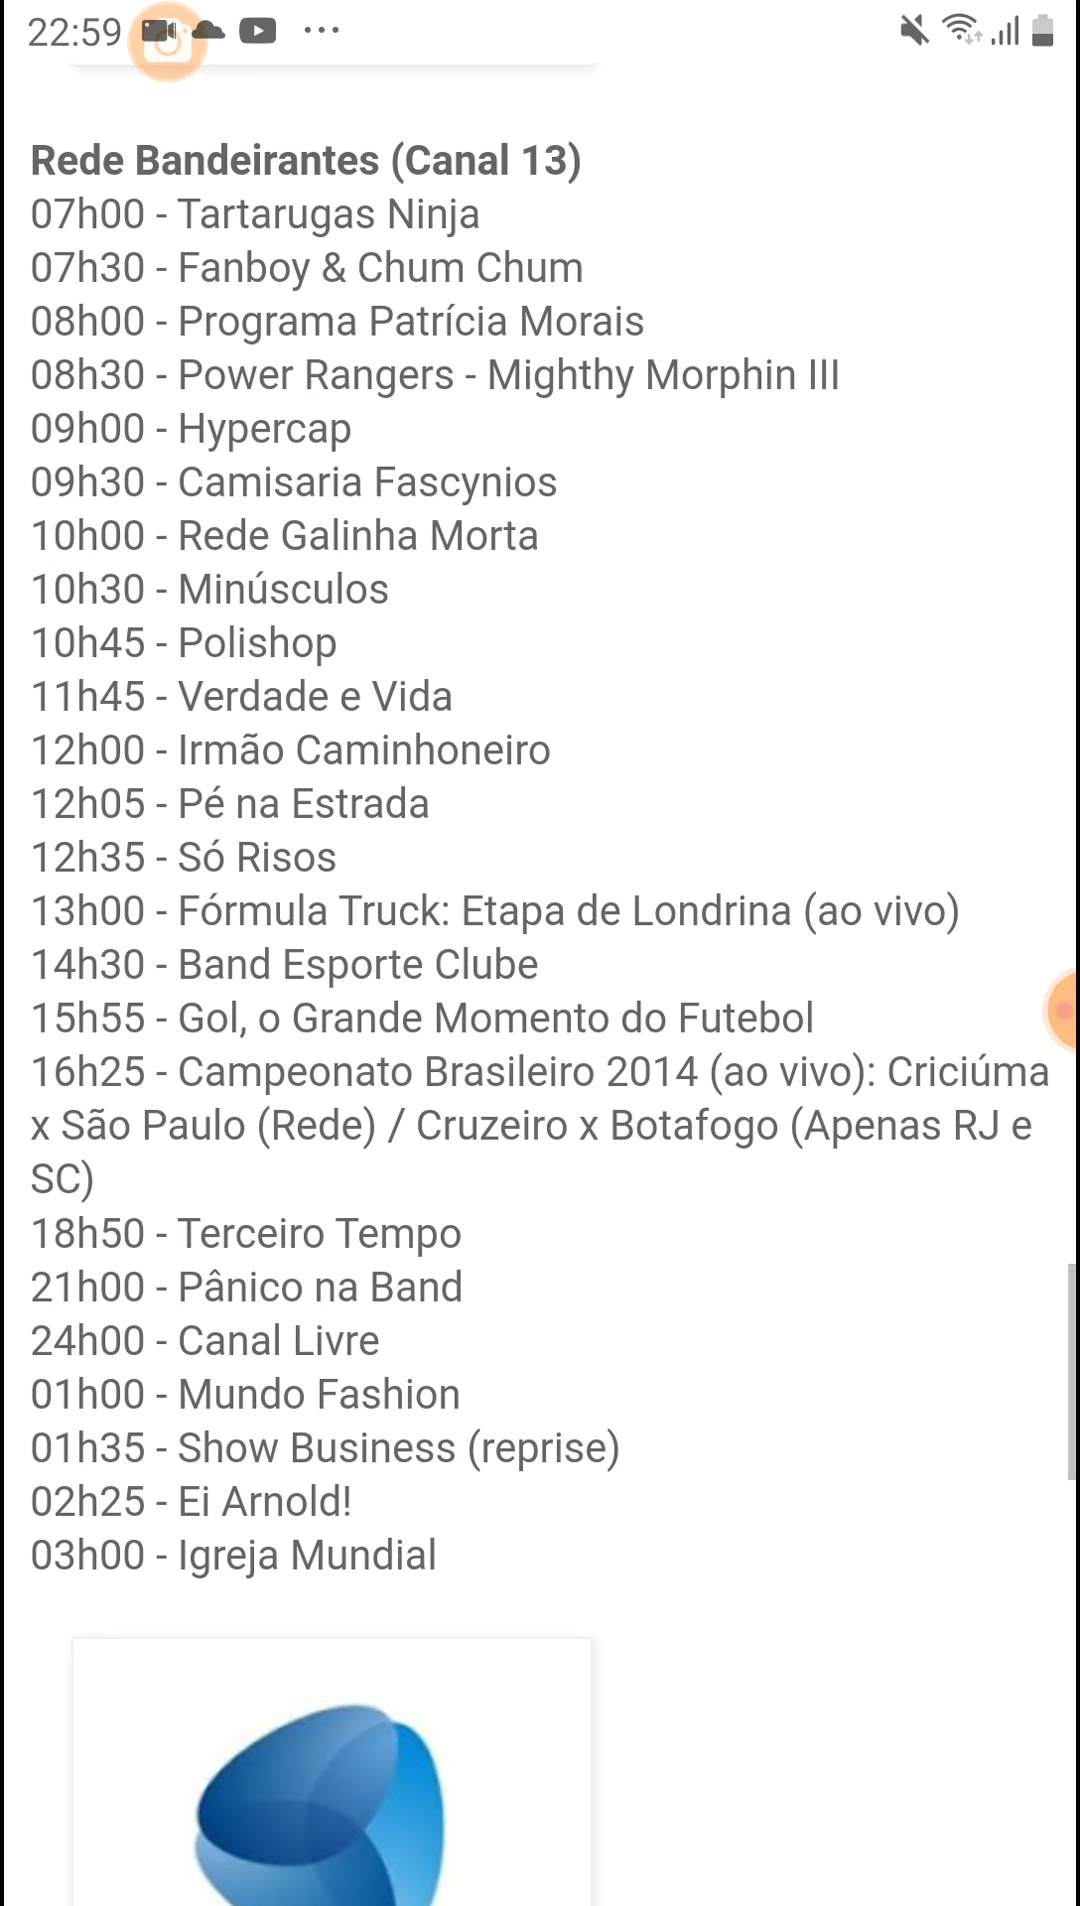 22:59
Rede Bandeirantes (Canal 13)
07h00 - Tartarugas Ninja
07h30 - Fanboy & Chum Chum
08h00 - Programa Patrícia Morais
08h30 - Power Rangers - Mighthy Morphin III
09h00 - Hypercap
09h30 - Camisaria Fascynios
10h00 - Rede Galinha Morta
10h30 - Minúsculos
10h45 - Polishop
11h45 - Verdade e Vida
12h00 - Irmão Caminhoneiro
12h05 - Pé na Estrada
12h35 - Só Risos
13h00 - Fórmula Truck: Etapa de Londrina (ao vivo)
14h30 - Band Esporte Clube
15h55 - Gol, o Grande Momento do Futebol
16h25 - Campeonato Brasileiro 2014 (ao vivo): Criciúma
x São Paulo (Rede) / Cruzeiro x Botafogo (Apenas RJ e
SC)
18h50 - Terceiro Tempo
21h00 - Pânico na Band
24h00 - Canal Livre
01h00 - Mundo Fashion
01h35 - Show Business (reprise)
02h25 - Ei Arnold!
03h00 - Igreja Mundial